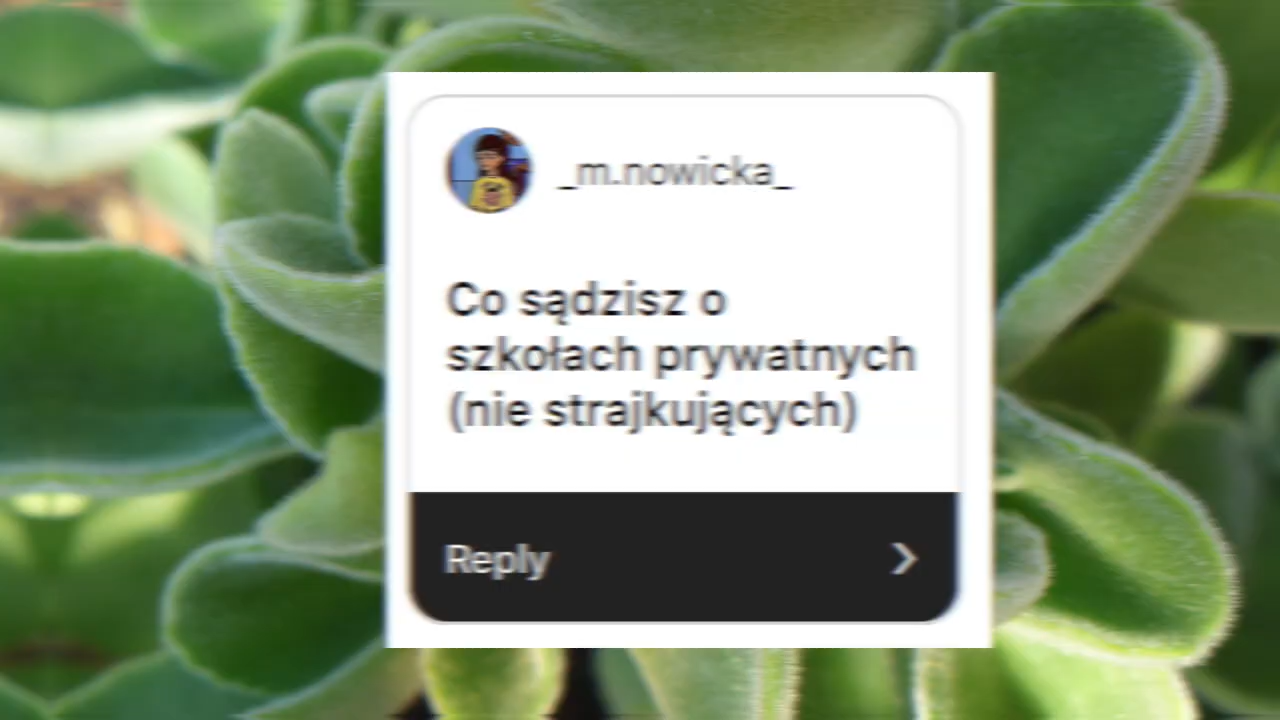 _m.nowicka_
Co sądzisz o
szkołach prywatnych
(nie strajkujących)
Reply